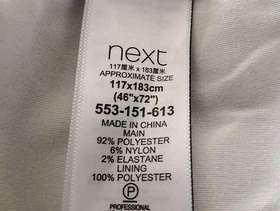 next
117厘米 x 183厘米
APPROXIMATE SIZE
117x183cm
(46"x72")
553-151-613
MADE IN CHINA
MAIN
92% POLYESTER
6% NYLON
2% ELASTANE
LINING
100% POLYESTER
P
PROFESSIONAL